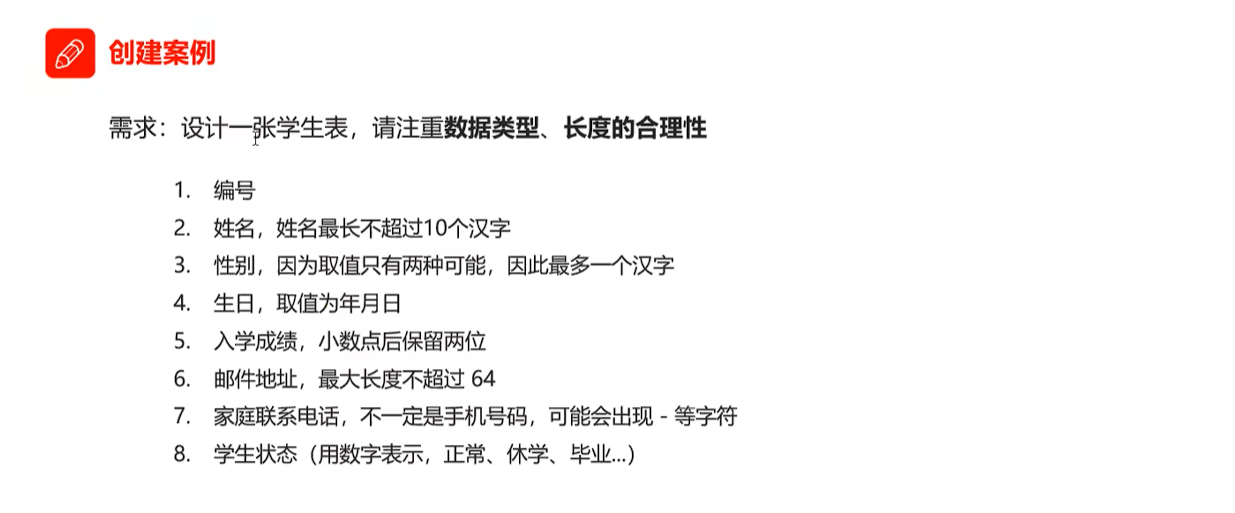 创建案例
需求：设计一张学生表，请注重数据类型、长度的合理性
1. 编号
2. 姓名，姓名最长不超过10个汉字
3. 性别，因为取值只有两种可能，因此最多一个汉字
4. 生日，取值为年月日
5. 入学成绩，小数点后保留两位
6. 邮件地址，最大长度不超过 64
7. 家庭联系电话，不一定是手机号码，可能会出现 - 等字符
8. 学生状态（用数字表示，正常、休学、毕业...）